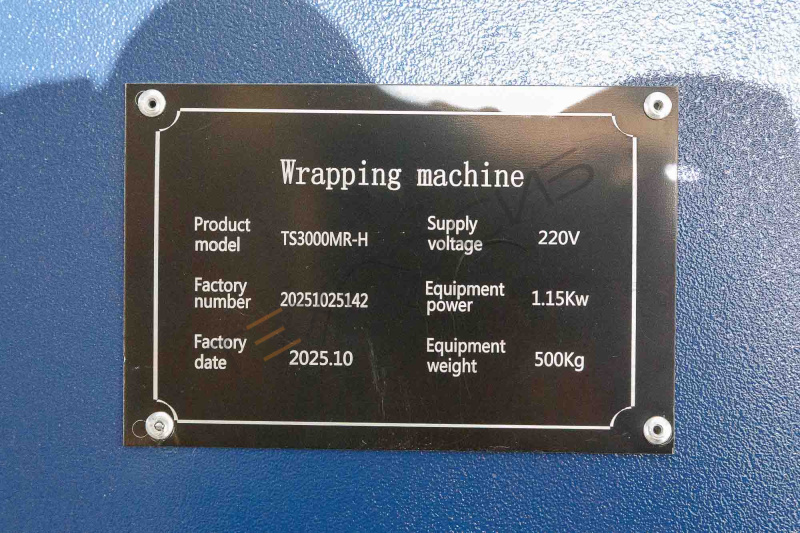 Wrapping machine
Product model TS3000MR-H
Supply voltage 220V
Factory number 20251025142
Equipment power 1.15Kw
Factory date 2025.10
Equipment weight 500Kg